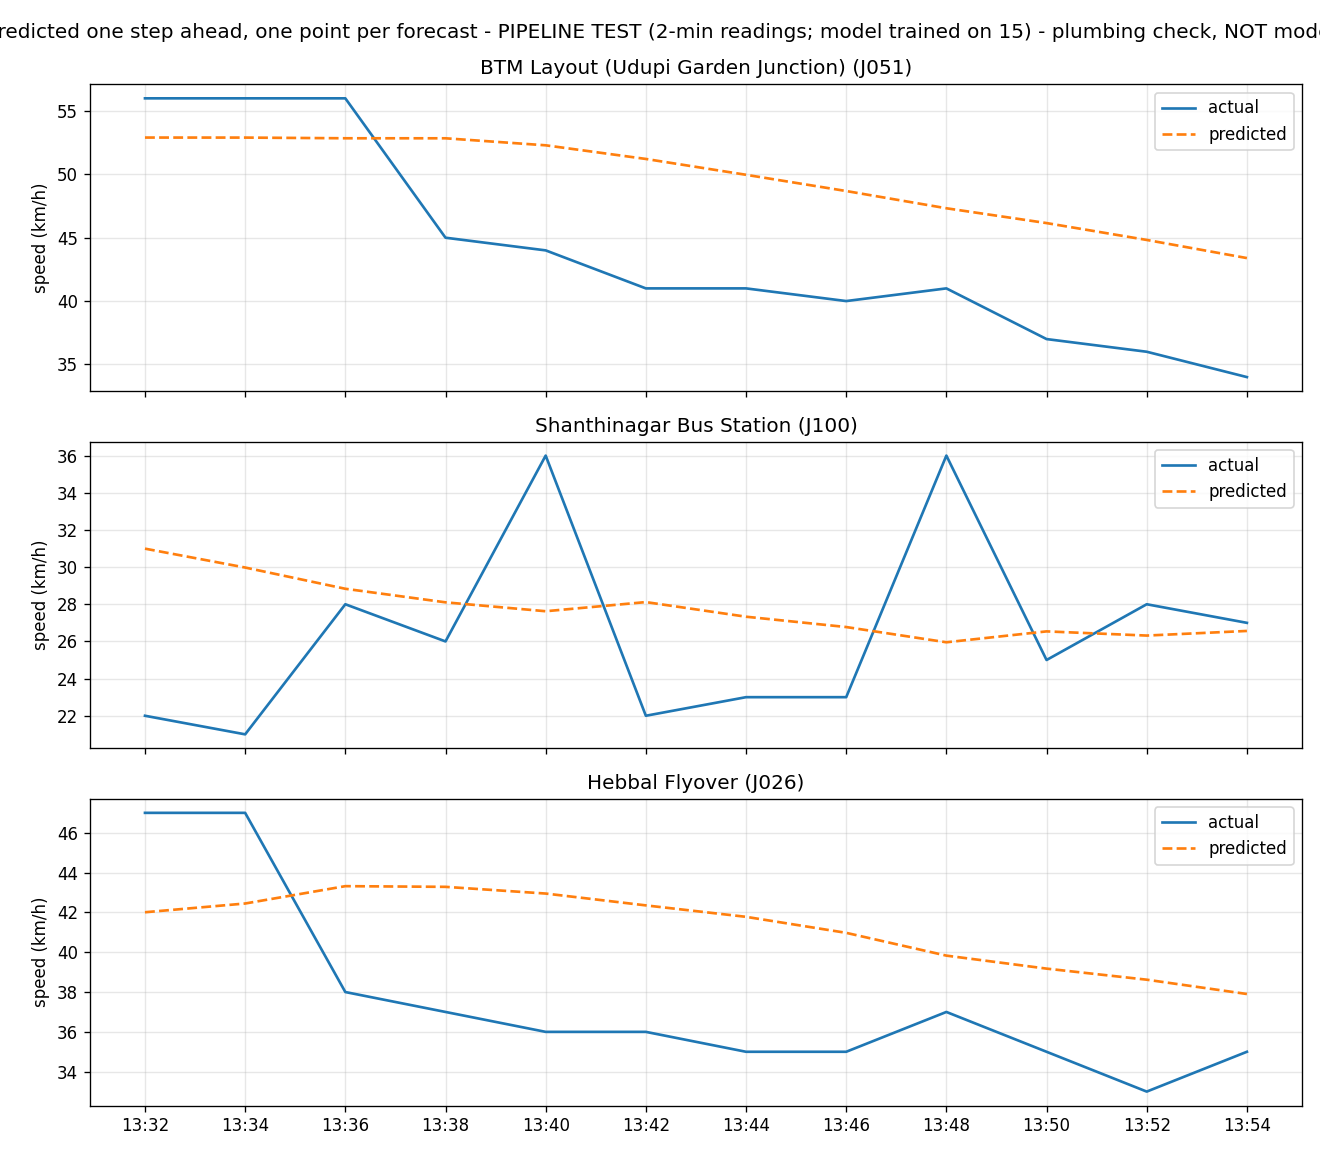 redicted one step ahead, one point per forecast - PIPELINE TEST (2-min readings; model trained on 15) - plumbing check, NOT mode
BTM Layout (Udupi Garden Junction) (J051)
speed (km/h)
55
50
45
40
35
actual
predicted
Shanthinagar Bus Station (J100)
speed (km/h)
36
34
32
30
28
26
24
22
actual
predicted
Hebbal Flyover (J026)
speed (km/h)
46
44
42
40
38
36
34
actual
predicted
13:32 13:34 13:36 13:38 13:40 13:42 13:44 13:46 13:48 13:50 13:52 13:54